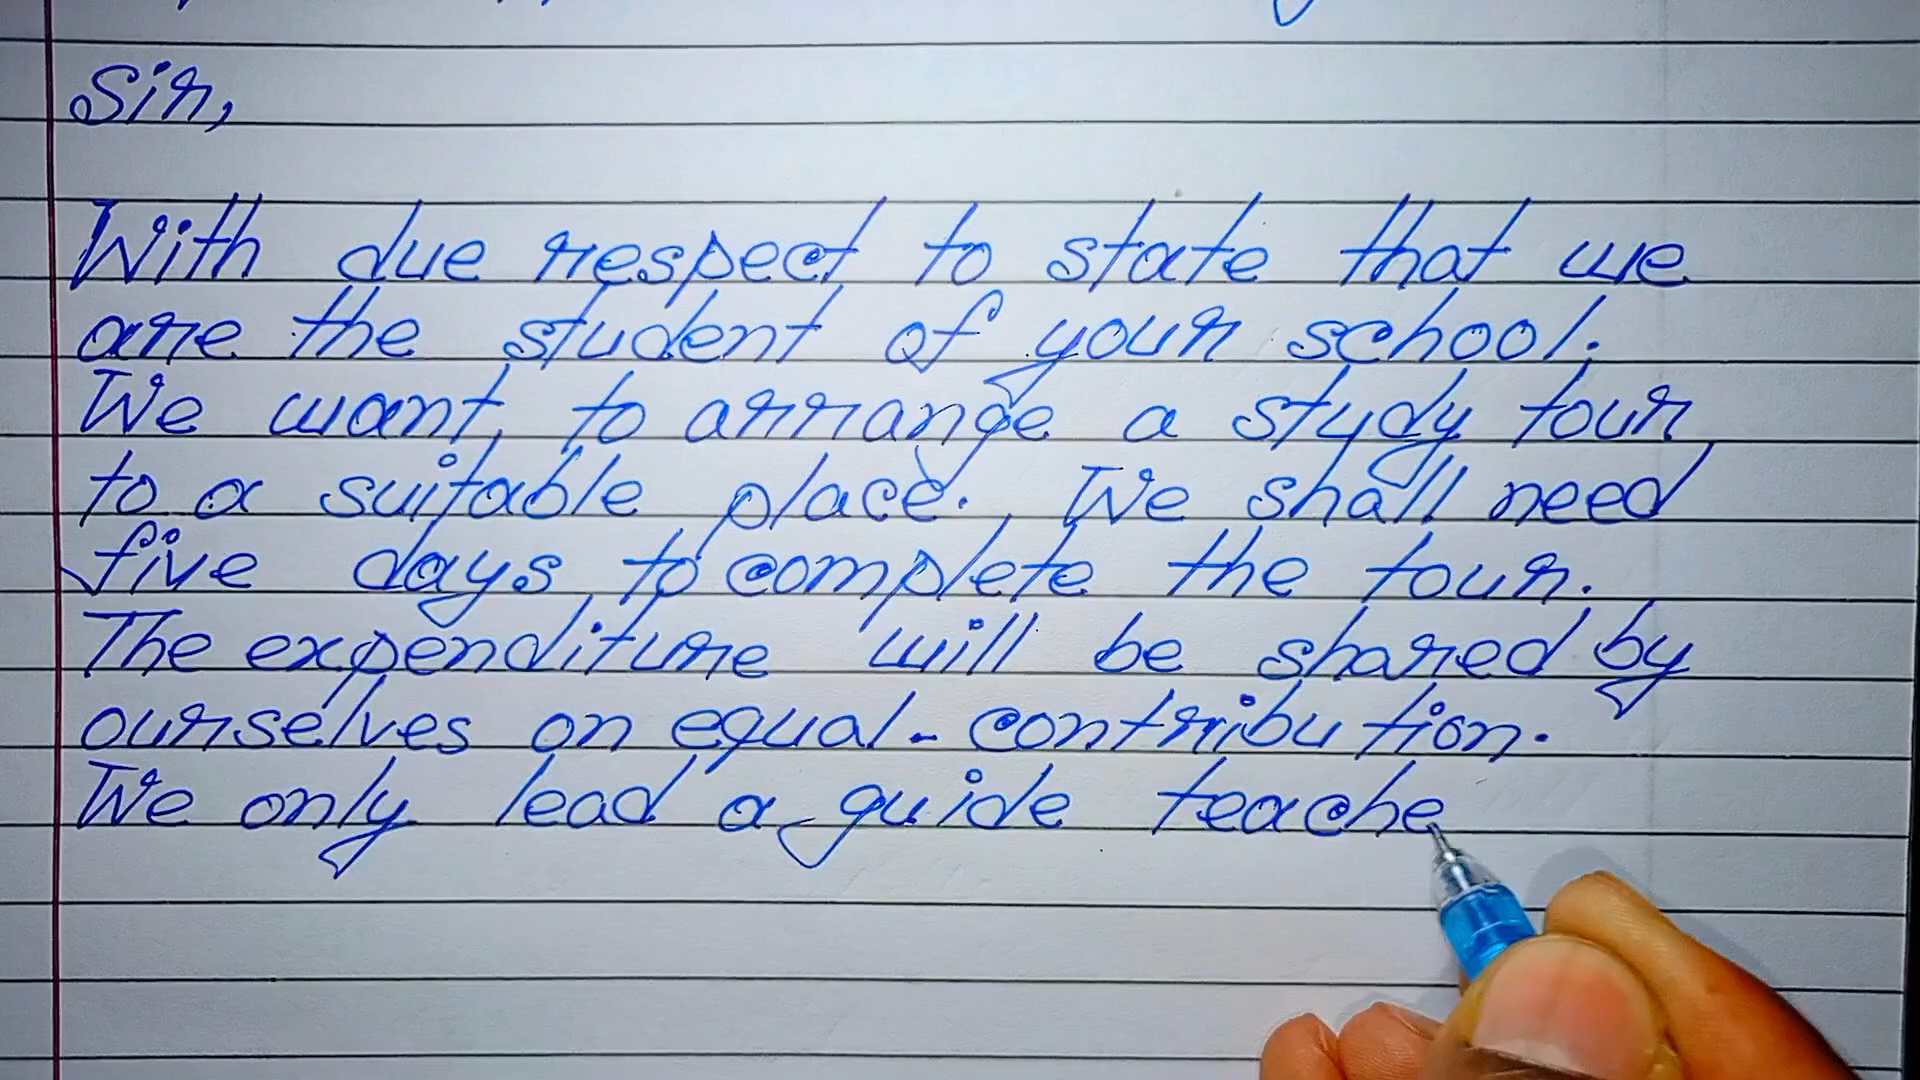 Sir,
With due respect to state that we
are the student of your school.
We want to arrange a study tour
to a suitable place. We shall need
five days to complete the tour.
The expenditure will be shared by
ourselves on equal-contribution.
We only lead a guide teache